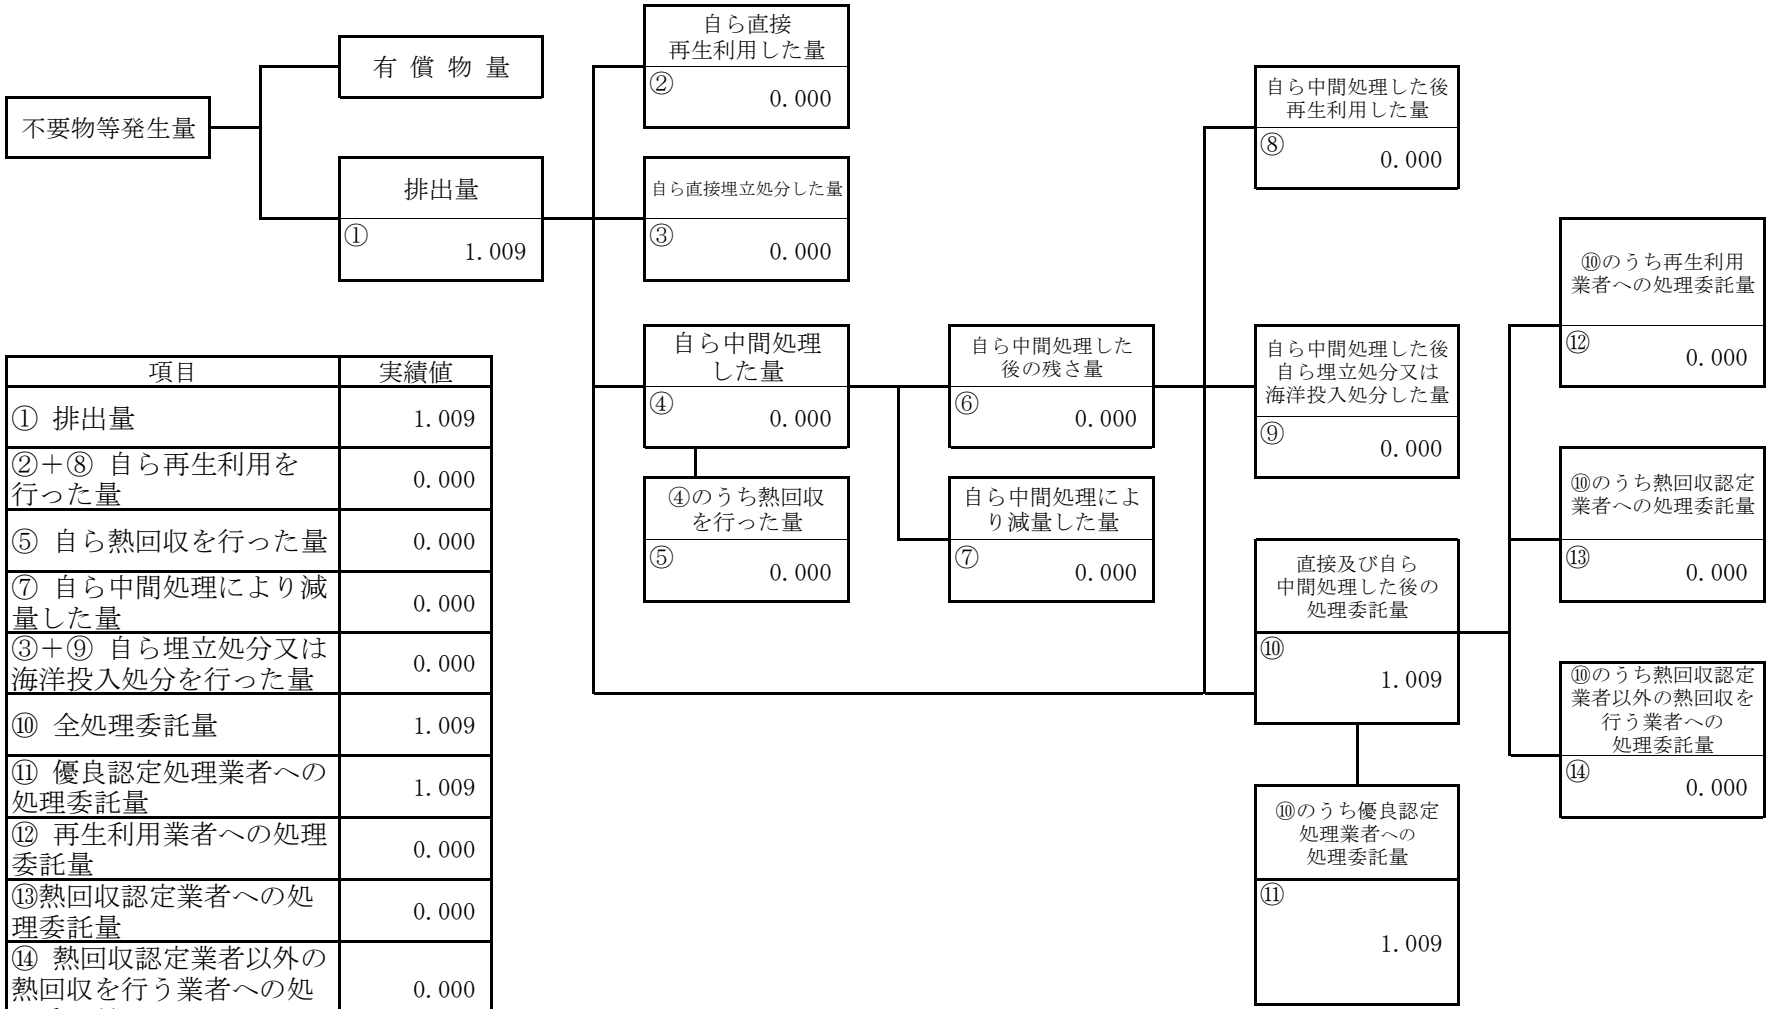 自ら直接
再生利用した量
②
0.000
有 償 物 量
不要物等発生量
自ら中間処理した後
再生利用した量
⑧
0.000
排出量
①
1.009
自ら直接埋立処分した量
③
0.000
⑩のうち再生利用
業者への処理委託量
⑫
0.000
自ら中間処理
した量
④
0.000
自ら中間処理した
後の残さ量
⑥
0.000
自ら中間処理した後
自ら埋立処分又は
海洋投入処分した量
⑨
0.000
④のうち熱回収
を行った量
⑤
0.000
自ら中間処理によ
り減量した量
⑦
0.000
⑩のうち熱回収認定
業者への処理委託量
⑬
0.000
直接及び自ら
中間処理した後の
処理委託量
⑩
1.009
⑩のうち熱回収認定
業者以外の熱回収を
行う業者への
処理委託量
⑭
0.000
⑩のうち優良認定
処理業者への
処理委託量
⑪
1.009
項目 実績値
① 排出量 1.009
②+⑧ 自ら再生利用を
行った量 0.000
⑤ 自ら熱回収を行った量 0.000
⑦ 自ら中間処理により減
量した量 0.000
③+⑨ 自ら埋立処分又は
海洋投入処分を行った量 0.000
⑩ 全処理委託量 1.009
⑪ 優良認定処理業者への
処理委託量 1.009
⑫ 再生利用業者への処理
委託量 0.000
⑬熱回収認定業者への処
理委託量 0.000
⑭ 熱回収認定業者以外の
熱回収を行う業者への処 0.000